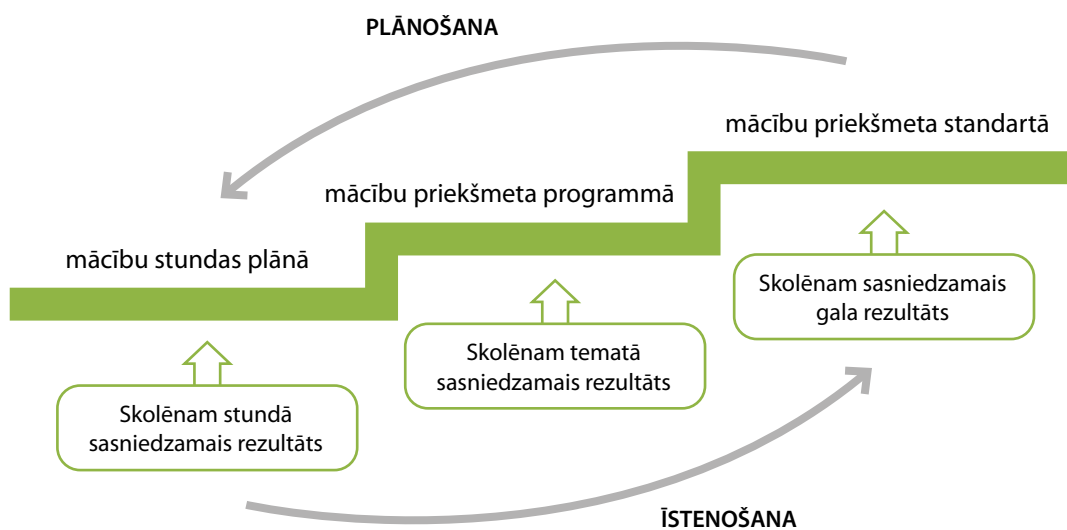 PLĀNOŠANA
mācību priekšmeta standartā
mācību priekšmeta programmā
mācību stundas plānā
Skolēnam sasniedzamais
gala rezultāts
Skolēnam tematā
sasniedzamais rezultāts
Skolēnam stundā
sasniedzamais rezultāts
ĪSTENOŠANA